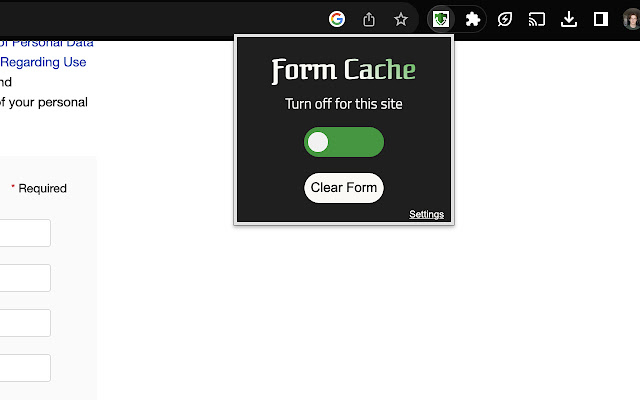 of Personal Data
Regarding Use
nd
of your personal
* Required
Form Cache
Turn off for this site
Clear Form
Settings